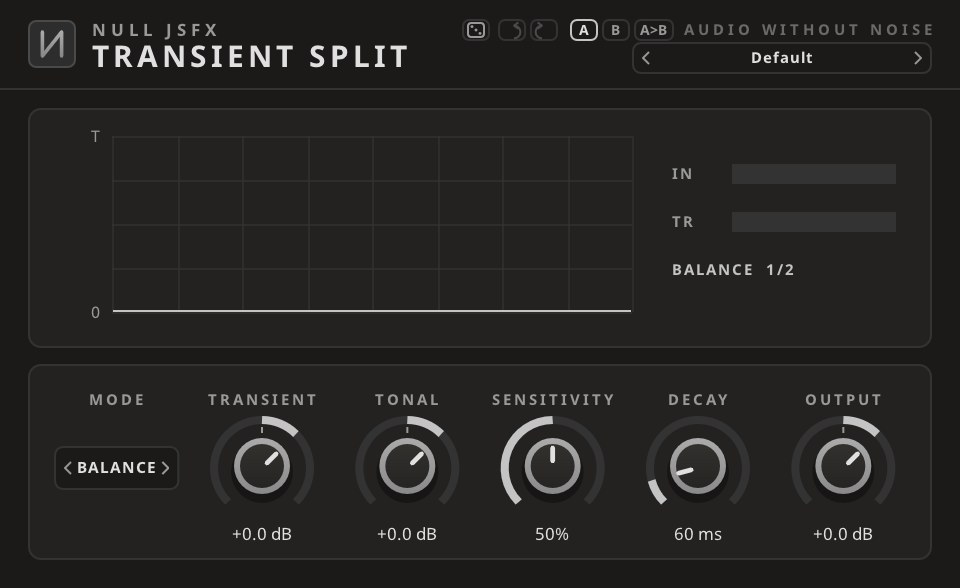 NULL JSFX
TRANSIENT SPLIT
A B A>B AUDIO WITHOUT NOISE
Default
T
0
IN
TR
BALANCE 1/2
MODE TRANSIENT TONAL SENSITIVITY DECAY OUTPUT
BALANCE
+0.0 dB +0.0 dB 50% 60 ms +0.0 dB